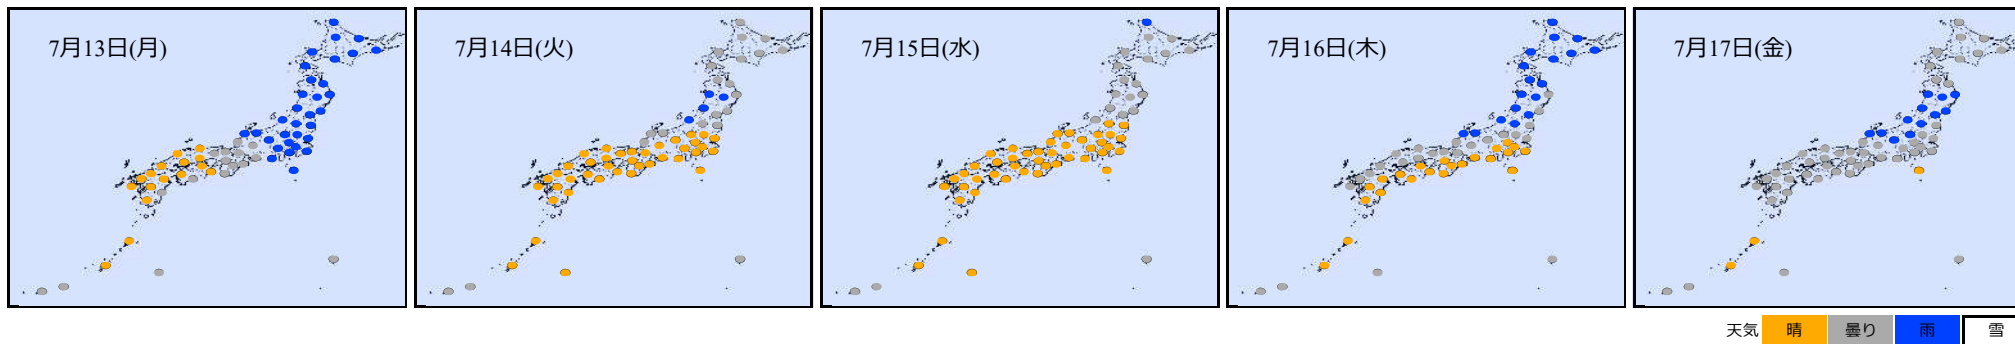 7月13日(月)
7月14日(火)
7月15日(水)
7月16日(木)
7月17日(金)
天気 晴 曇り 雨 雪